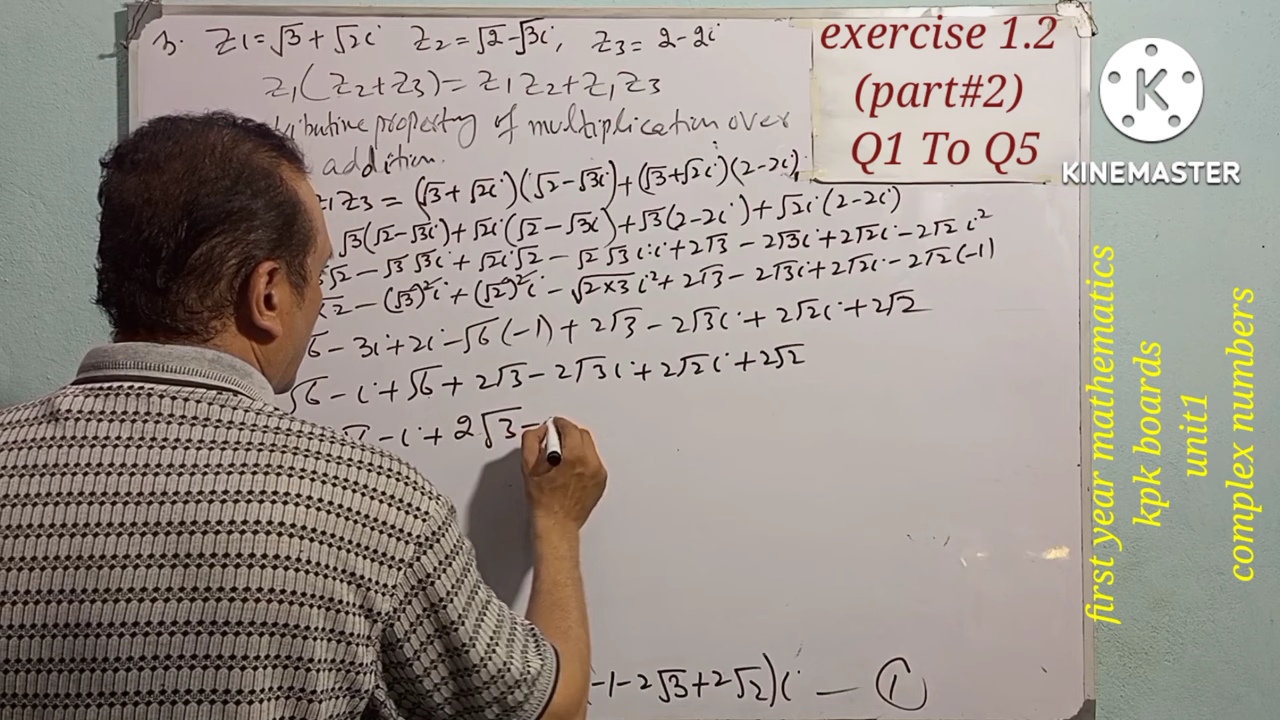 3. Z1 = √3 + √2i Z2 = √2 - √3i, Z3 = 2 - 2i
Z1(Z2 + Z3) = Z1Z2 + Z1Z3
property of multiplication over
addition.
Z3 = (√3 + √2i)(√2 - √3i) + (√3 + √2i)(2 - 2i)
√3(√2 - √3i) + √2i(√2 - √3i) + √3(2 - 2i) + √2i(2 - 2i)
√2 - √3 √3i + √2i√2 - √2 √3 i·i + 2√3 - 2√3i + 2√2i - 2√2 i²
2 - (√3)²i + (√2)²i - √2×3 i² + 2√3 - 2√3i + 2√2i - 2√2(-1)
- 3i + 2i - √6(-1) + 2√3 - 2√3i + 2√2i + 2√2
√6 - i + √6 + 2√3 - 2√3i + 2√2i + 2√2
- i + 2√3 -
-1 - 2√3 + 2√2)i — ①
exercise 1.2
(part#2)
Q1 To Q5
K
KINEMASTER
first year mathematics
kpk boards
unit1
complex numbers